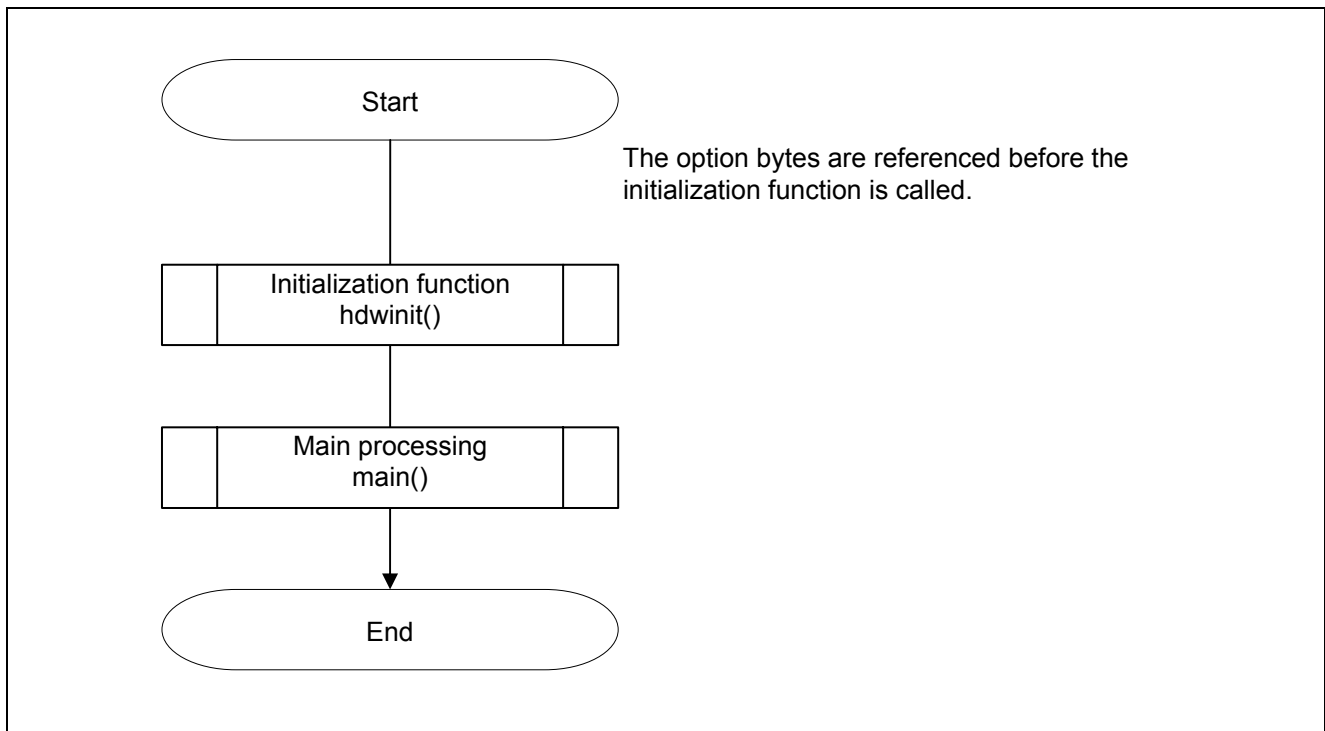 Start
The option bytes are referenced before the
initialization function is called.
Initialization function
hdwinit()
Main processing
main()
End